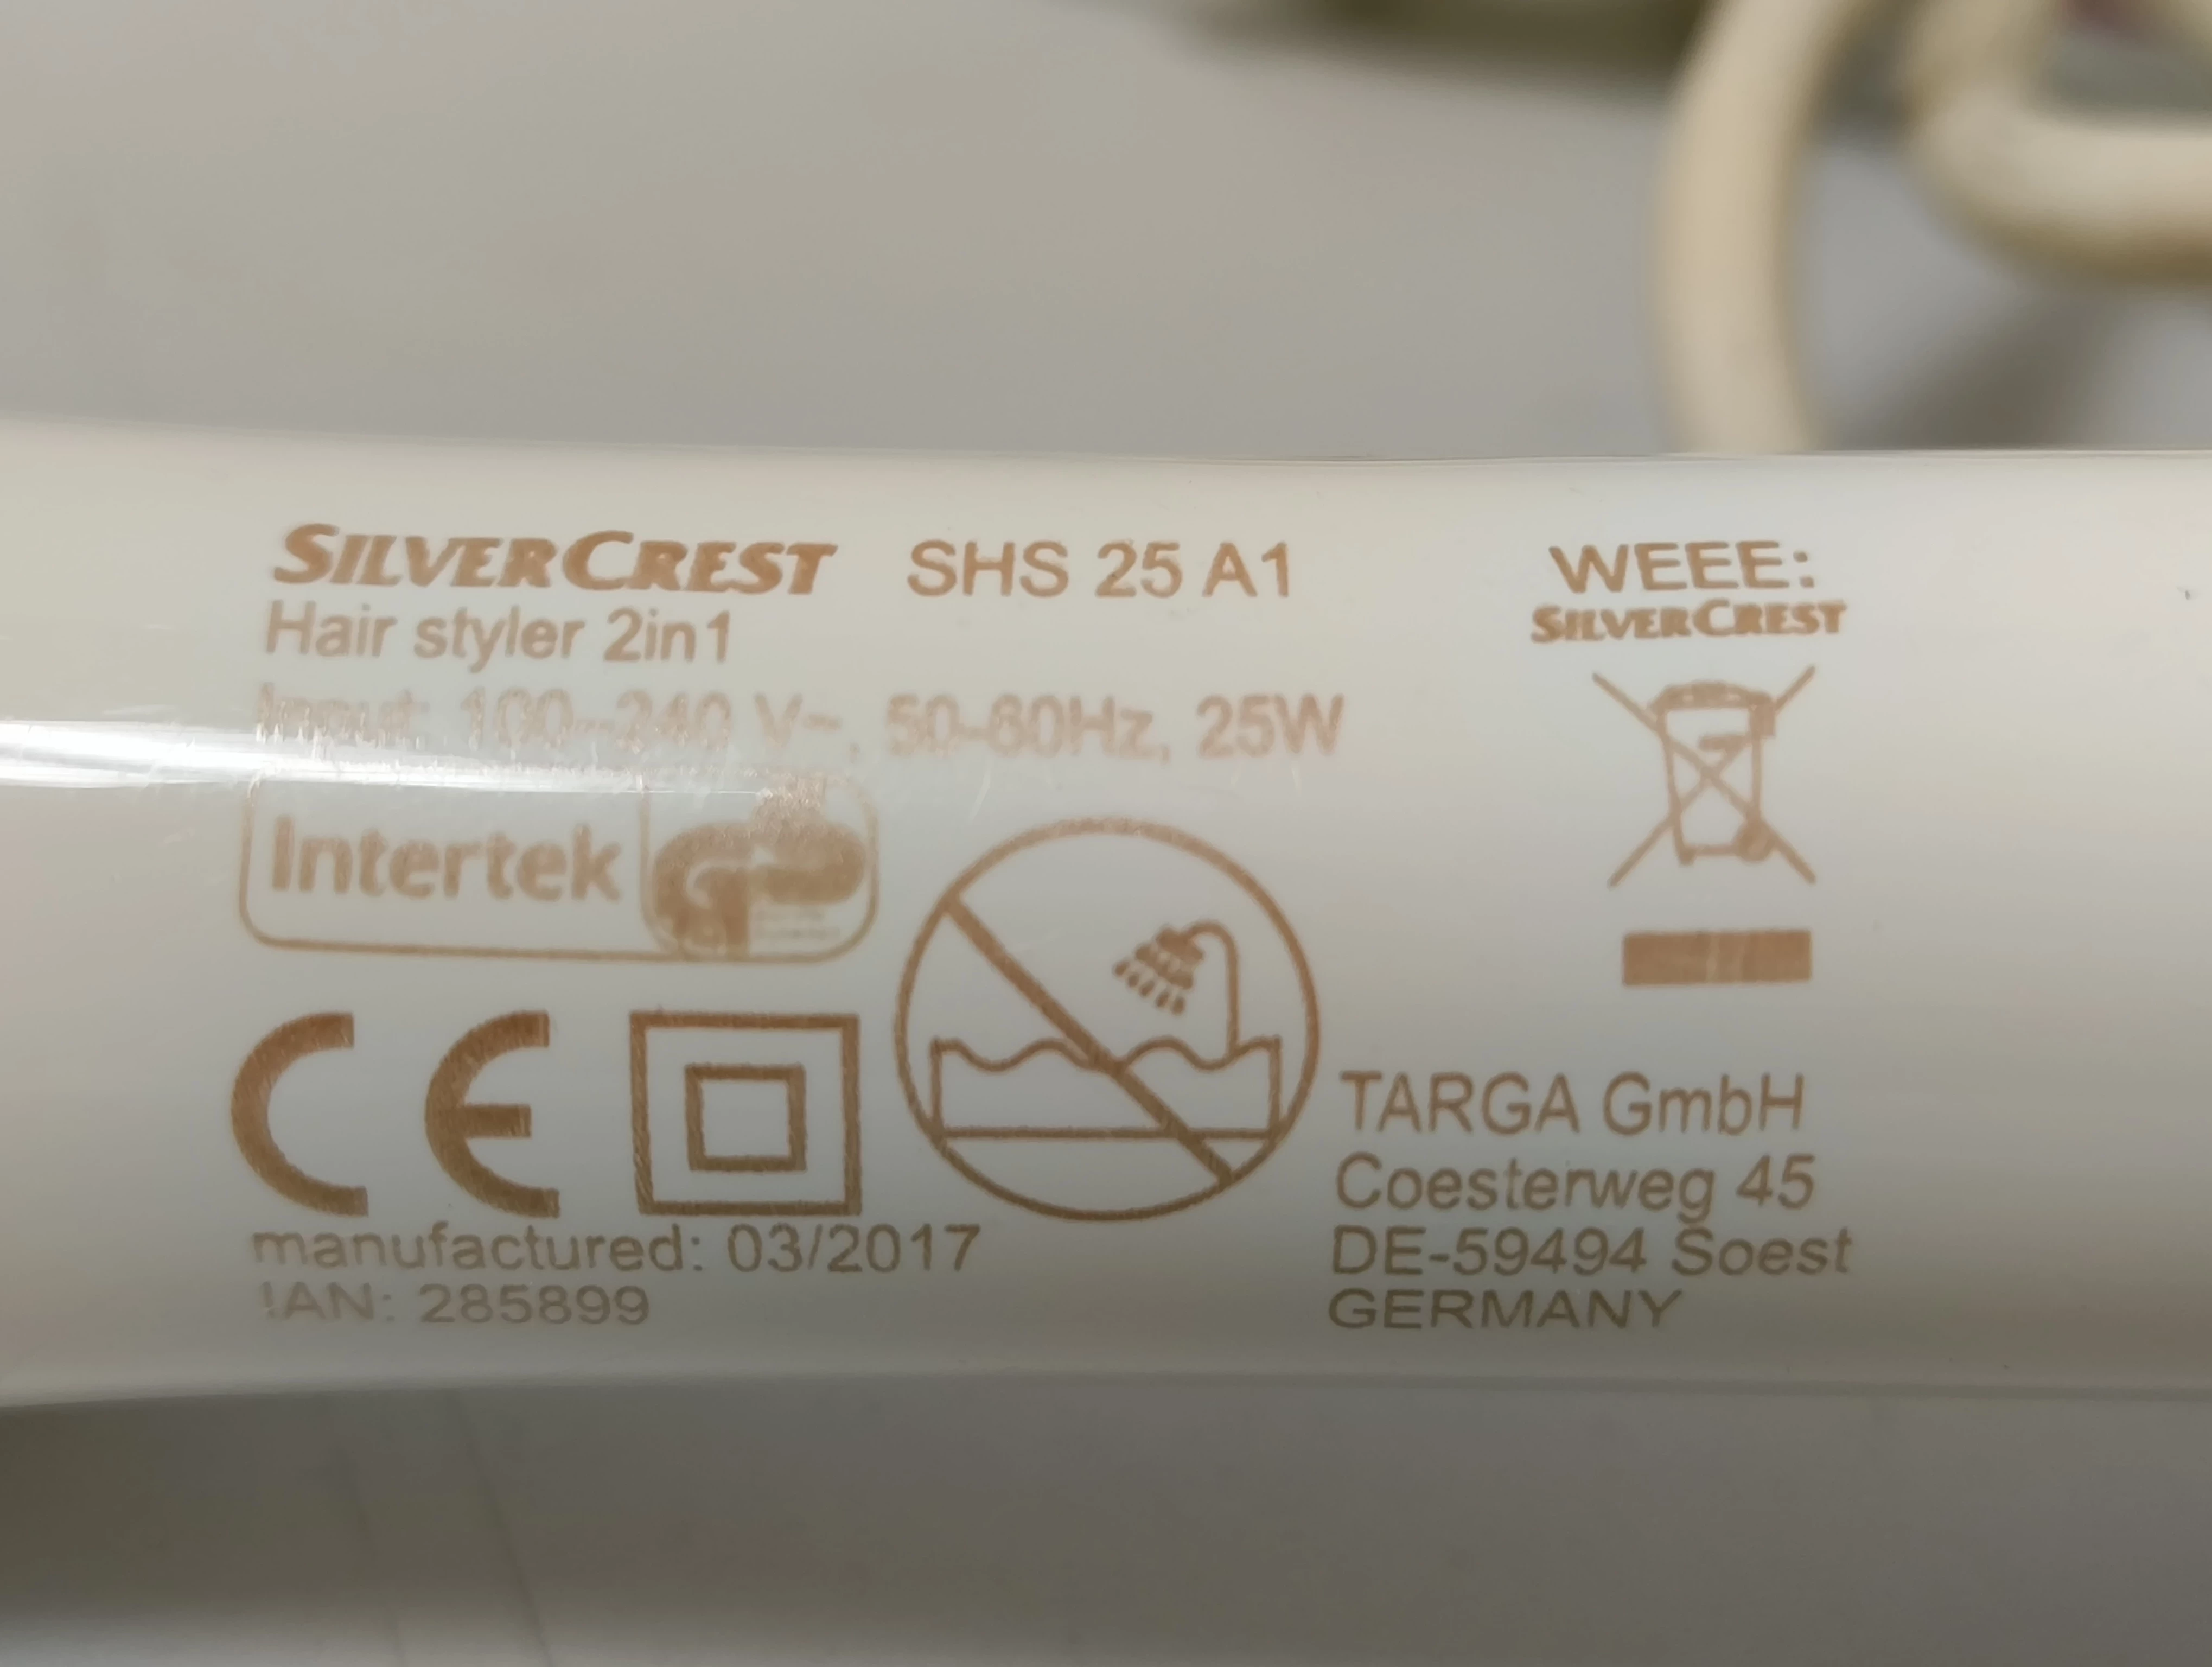 SILVERCREST SHS 25 A1
Hair styler 2in1
Input: 100-240 V~, 50-60Hz, 25W
Intertek
CE
manufactured: 03/2017
IAN: 285899
WEEE:
SILVERCREST
TARGA GmbH
Coesterweg 45
DE-59494 Soest
GERMANY